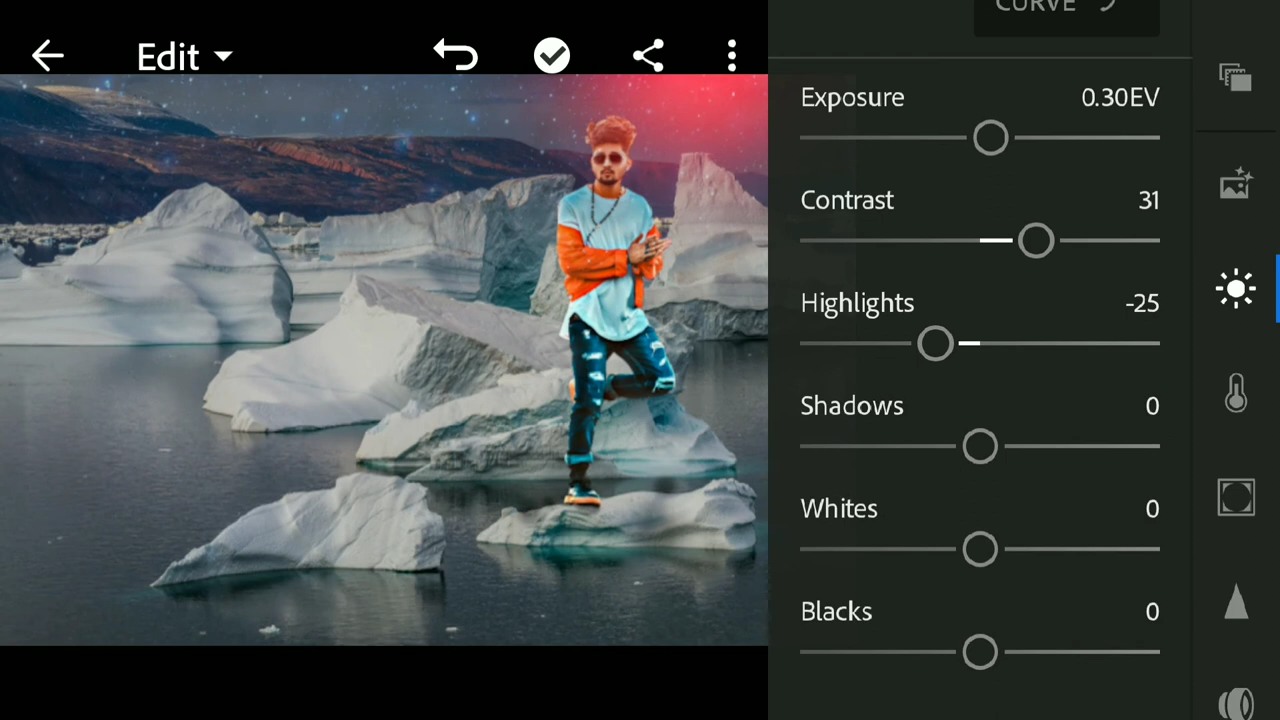 Edit
CURVE
Exposure 0.30EV
Contrast 31
Highlights -25
Shadows 0
Whites 0
Blacks 0